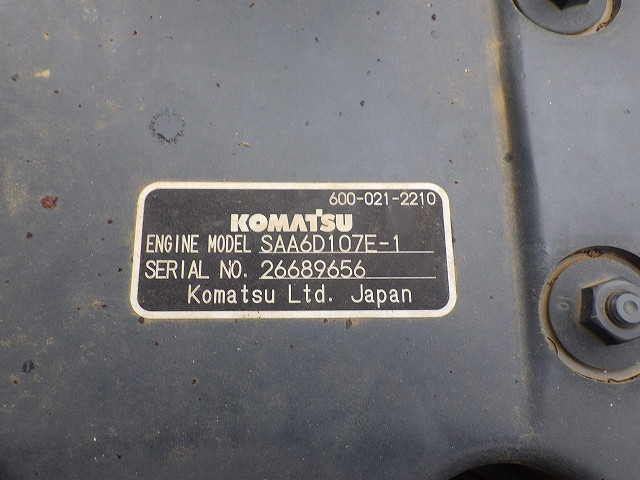 600-021-2210
KOMATSU
ENGINE MODEL SAA6D107E-1
SERIAL NO. 26689656
Komatsu Ltd. Japan